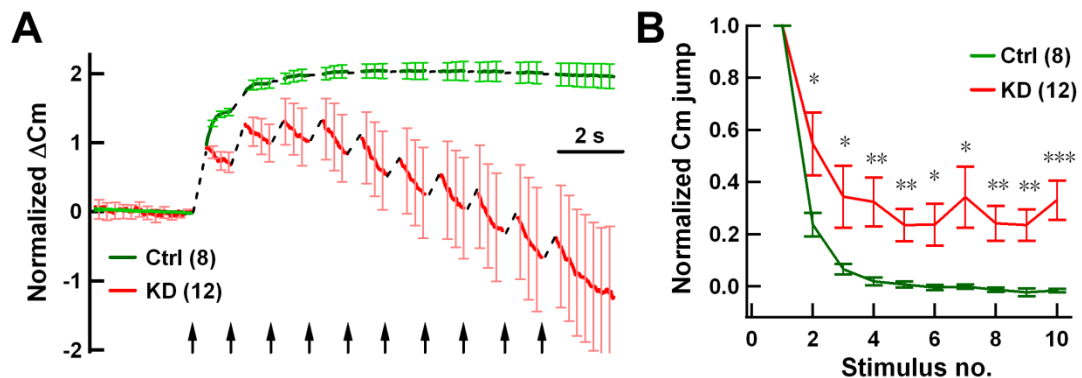 A
Normalized ΔCm
2
1
0
-1
-2
Ctrl (8)
KD (12)
2 s
B
Normalized Cm jump
1.0
0.8
0.6
0.4
0.2
0.0
Ctrl (8)
KD (12)
* * ** ** * * ** ** ***
0 2 4 6 8 10
Stimulus no.